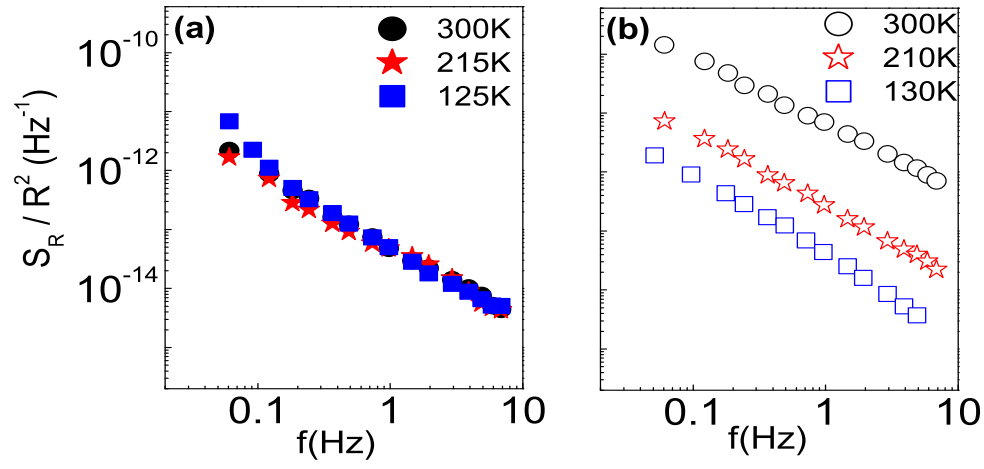 (a)
300K
215K
125K
(b)
300K
210K
130K
S_R / R² (Hz⁻¹)
10⁻¹⁰
10⁻¹²
10⁻¹⁴
0.1 1 10
f(Hz)
0.1 1 10
f(Hz)